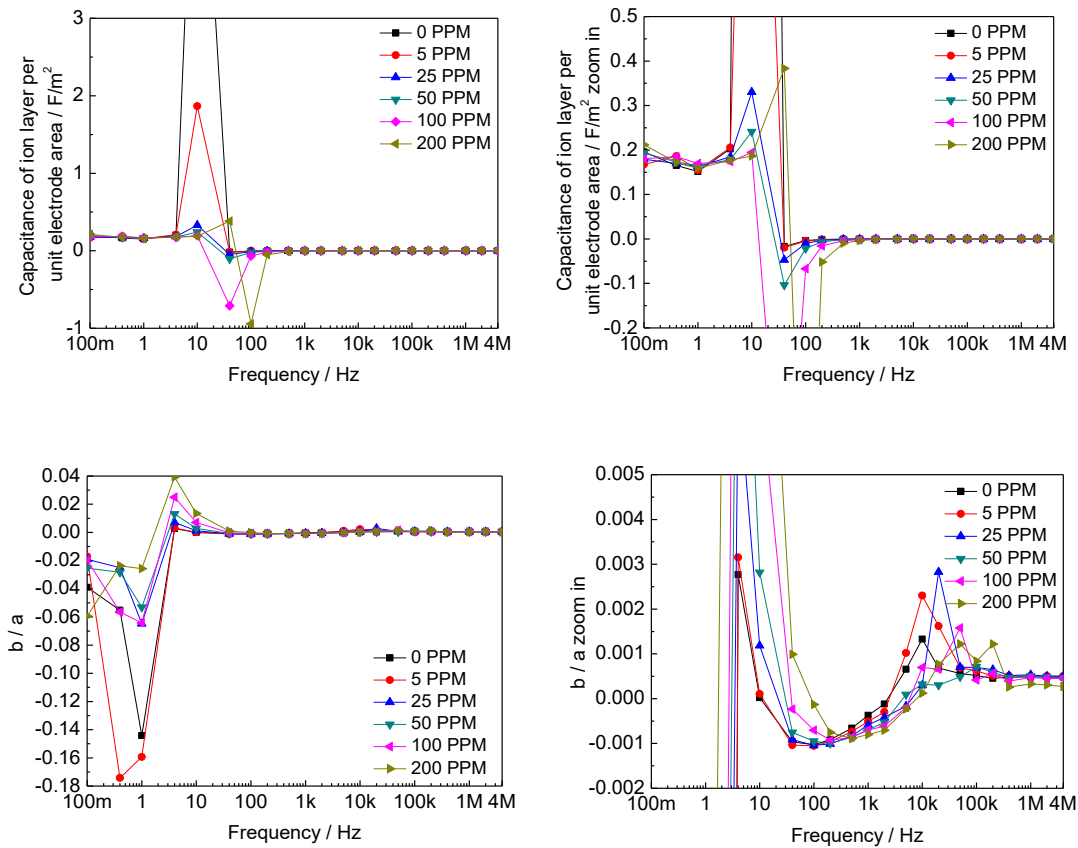 Capacitance of ion layer per
unit electrode area / F/m²
3
2
1
0
-1
100m 1 10 100 1k 10k 100k 1M 4M
Frequency / Hz
0 PPM
5 PPM
25 PPM
50 PPM
100 PPM
200 PPM
Capacitance of ion layer per
unit electrode area / F/m² zoom in
0.5
0.4
0.3
0.2
0.1
0.0
-0.1
-0.2
100m 1 10 100 1k 10k 100k 1M 4M
Frequency / Hz
0 PPM
5 PPM
25 PPM
50 PPM
100 PPM
200 PPM
b / a
0.04
0.02
0.00
-0.02
-0.04
-0.06
-0.08
-0.10
-0.12
-0.14
-0.16
-0.18
100m 1 10 100 1k 10k 100k 1M 4M
Frequency / Hz
0 PPM
5 PPM
25 PPM
50 PPM
100 PPM
200 PPM
b / a zoom in
0.005
0.004
0.003
0.002
0.001
0.000
-0.001
-0.002
100m 1 10 100 1k 10k 100k 1M 4M
Frequency / Hz
0 PPM
5 PPM
25 PPM
50 PPM
100 PPM
200 PPM